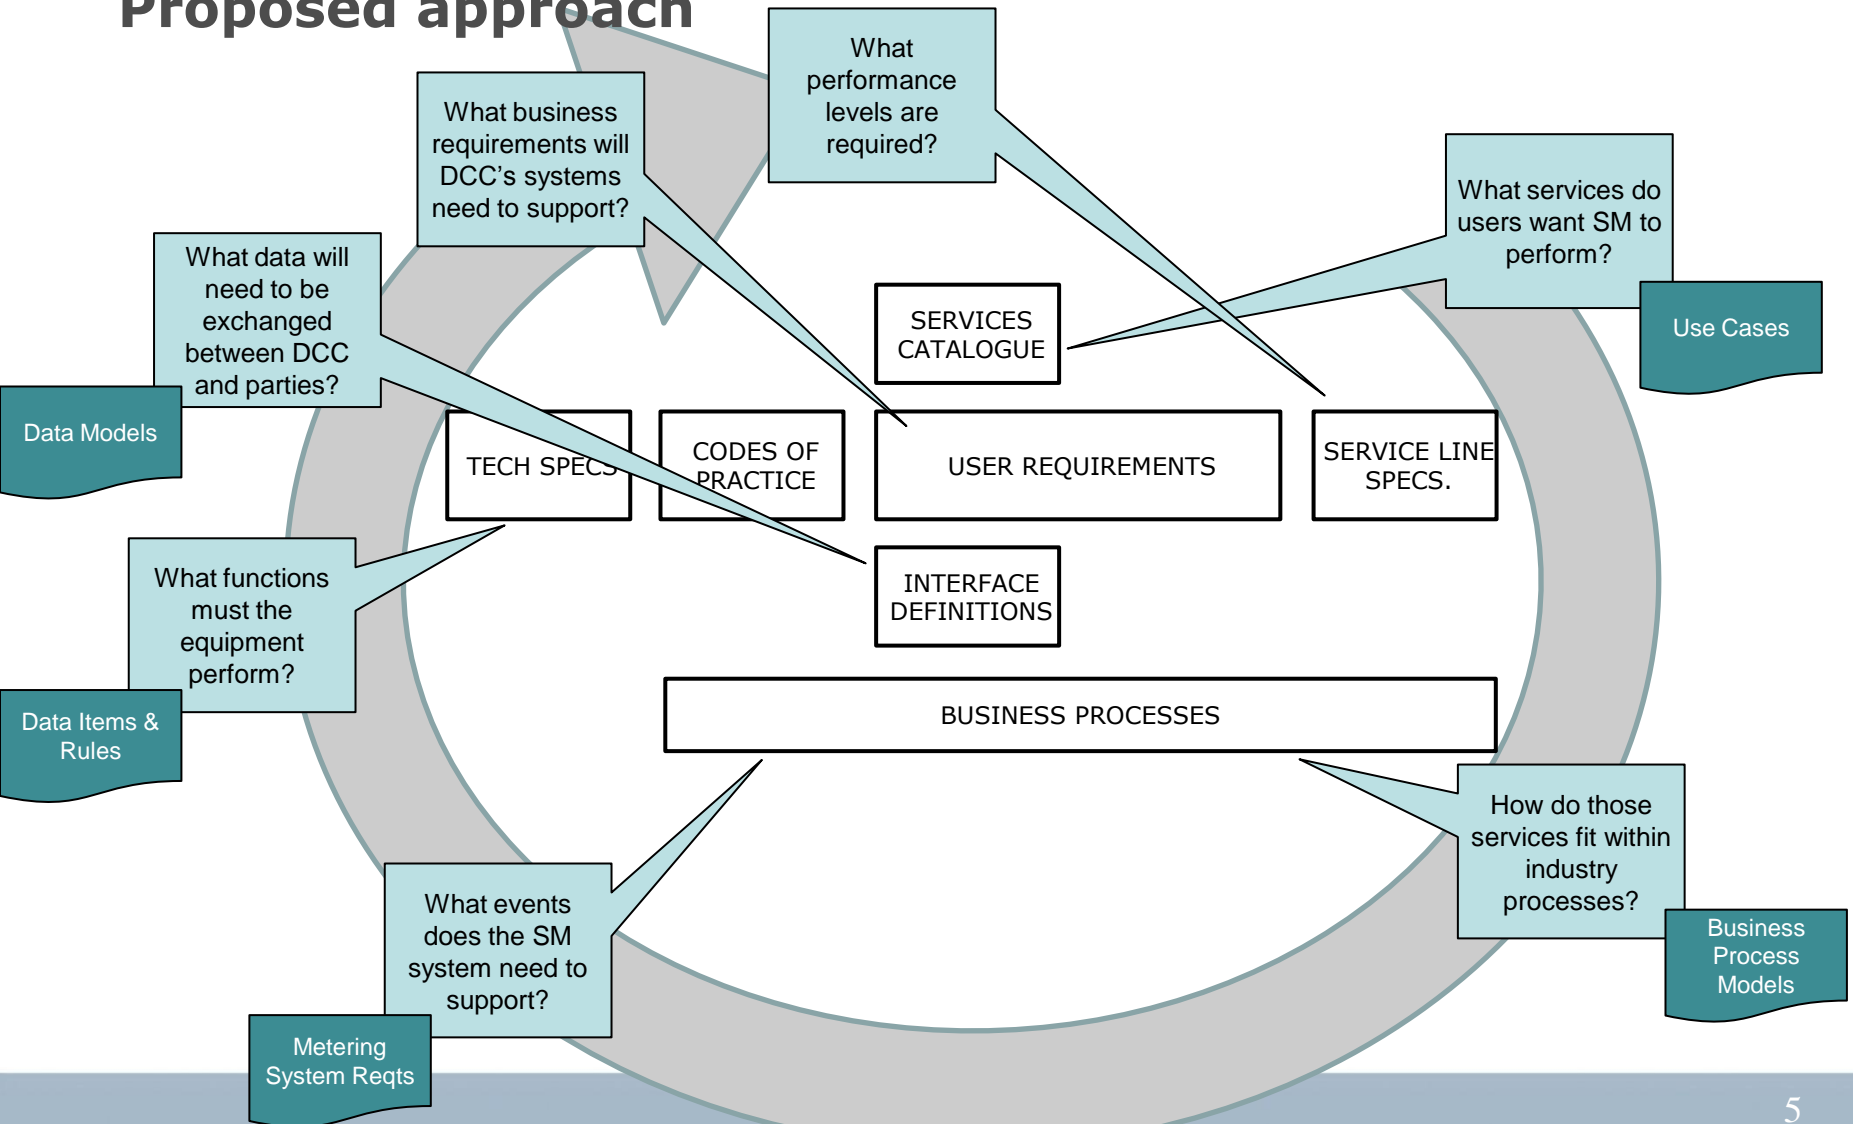 Proposed approach
What
performance
levels are
required?
What business
requirements will
DCC's systems
need to support?
What services do
users want SM to
perform?
Use Cases
What data will
need to be
exchanged
between DCC
and parties?
Data Models
SERVICES
CATALOGUE
TECH SPECS
CODES OF
PRACTICE
USER REQUIREMENTS
SERVICE LINE
SPECS.
What functions
must the
equipment
perform?
Data Items &
Rules
INTERFACE
DEFINITIONS
BUSINESS PROCESSES
How do those
services fit within
industry
processes?
Business
Process
Models
What events
does the SM
system need to
support?
Metering
System Reqts
5